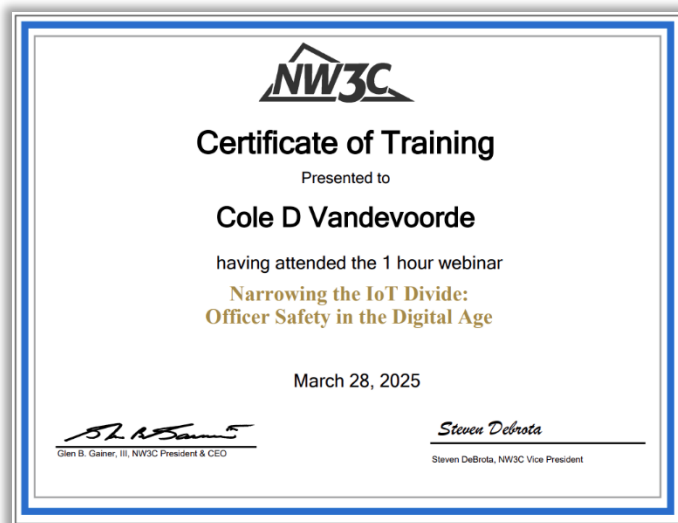 NW3C
Certificate of Training
Presented to
Cole D Vandevoorde
having attended the 1 hour webinar
Narrowing the IoT Divide:
Officer Safety in the Digital Age
March 28, 2025
Steven Debrota
Glen B. Gainer, III, NW3C President & CEO
Steven DeBrota, NW3C Vice President